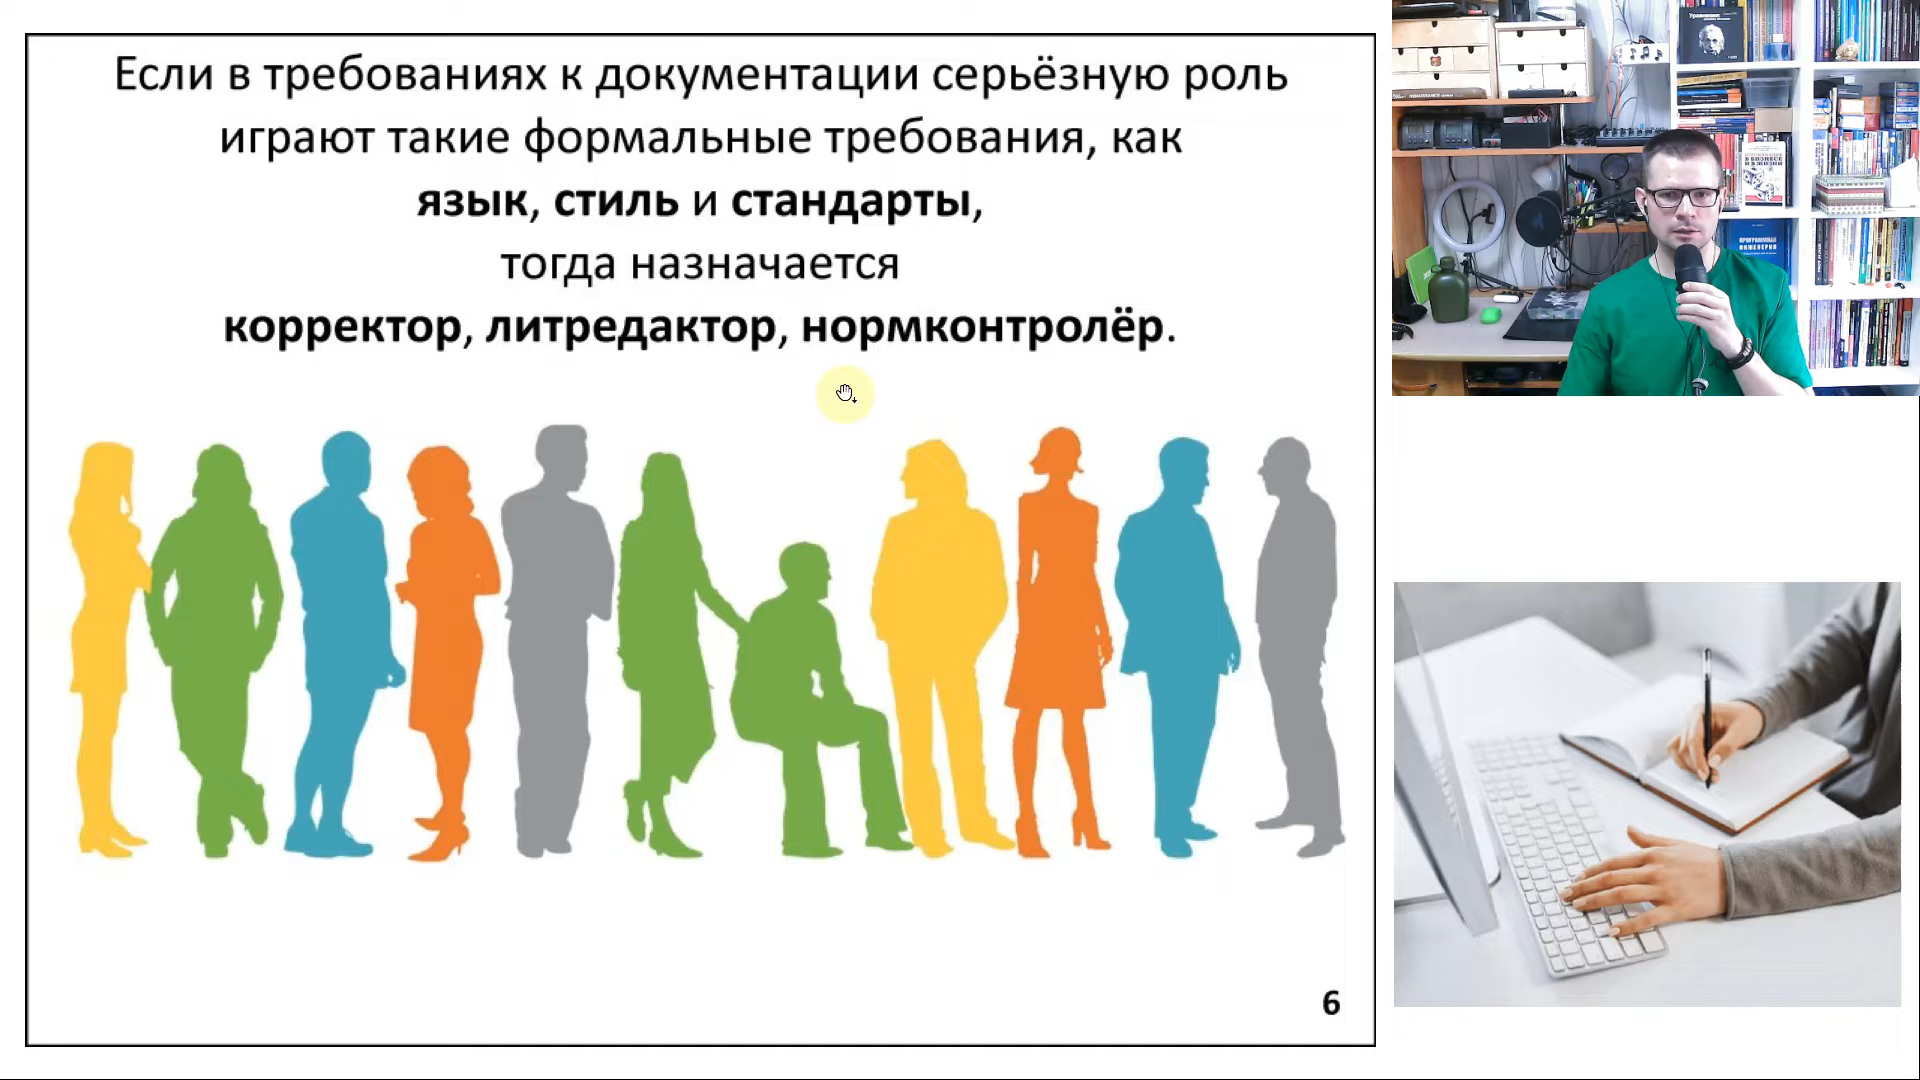 Если в требованиях к документации серьёзную роль
играют такие формальные требования, как
язык, стиль и стандарты,
тогда назначается
корректор, литредактор, нормконтролёр.
6